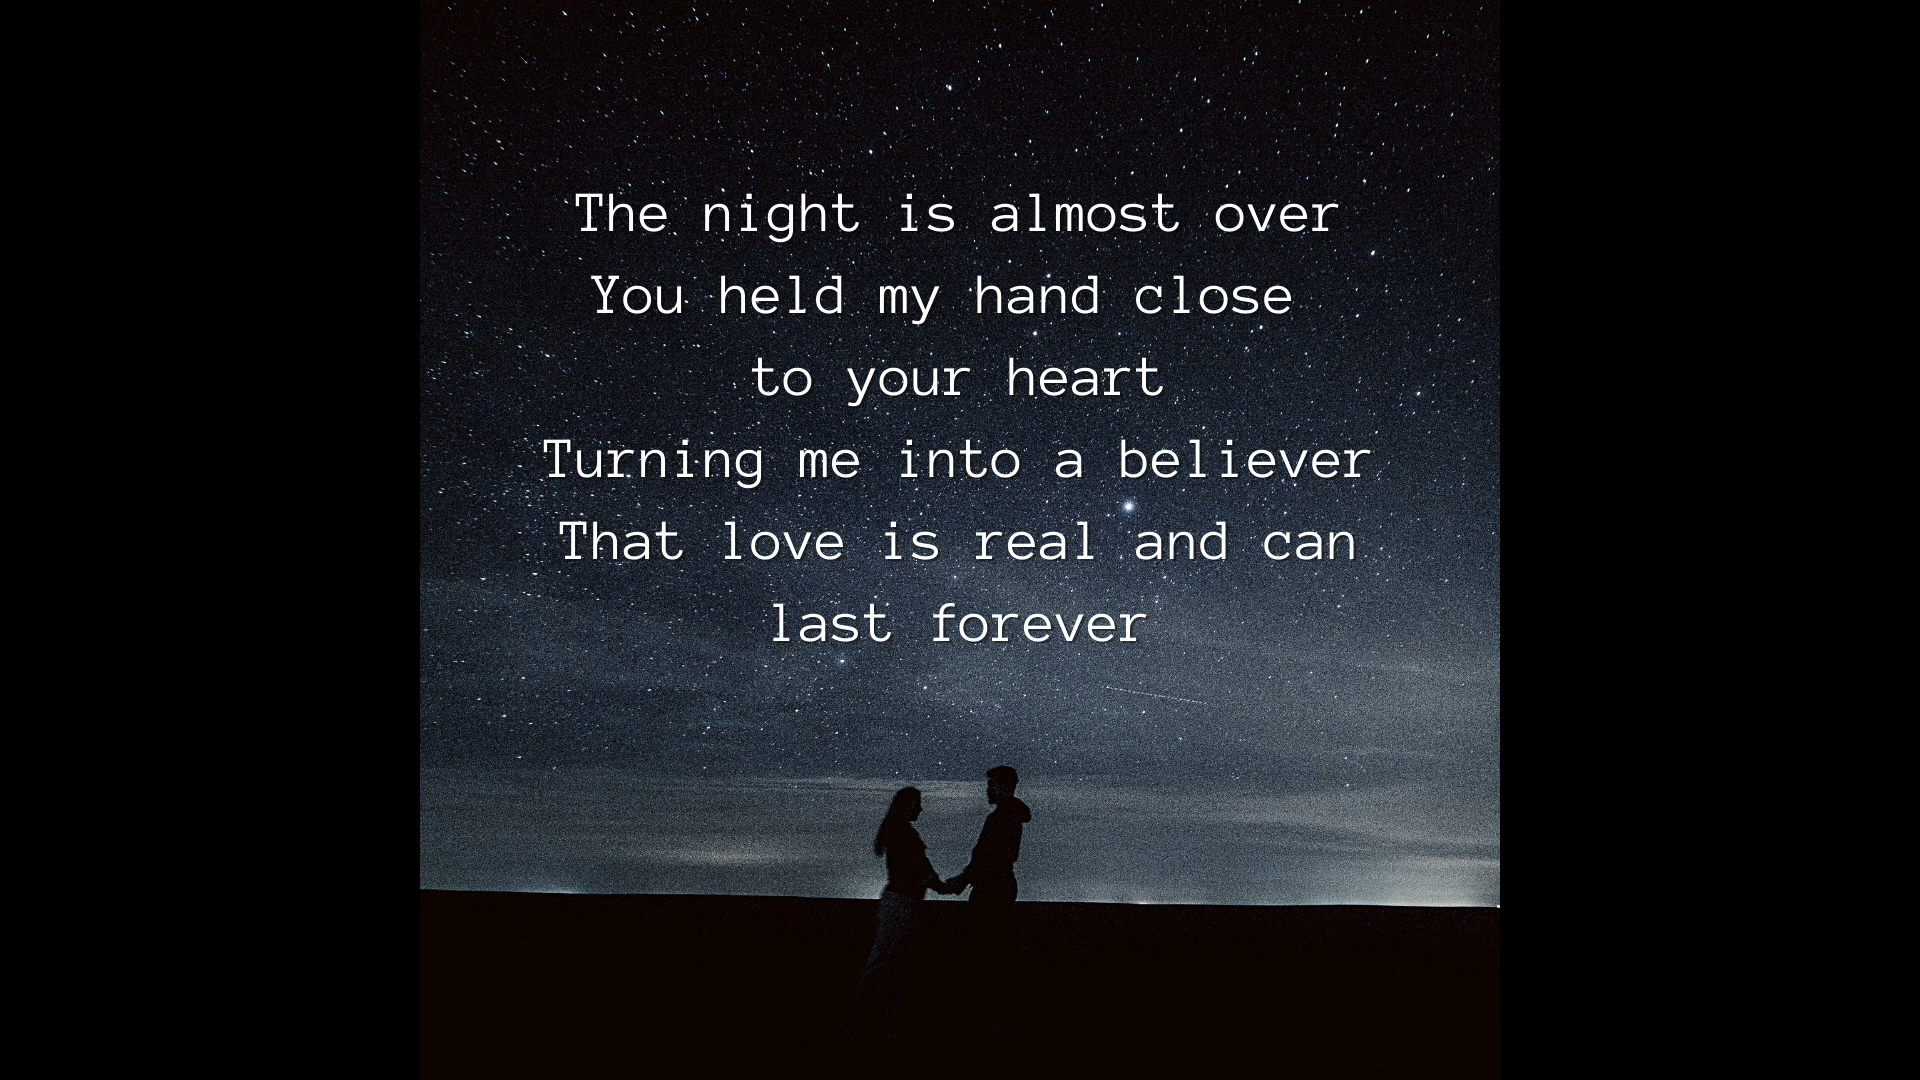 The night is almost over
You held my hand close
to your heart
Turning me into a believer
That love is real and can
last forever